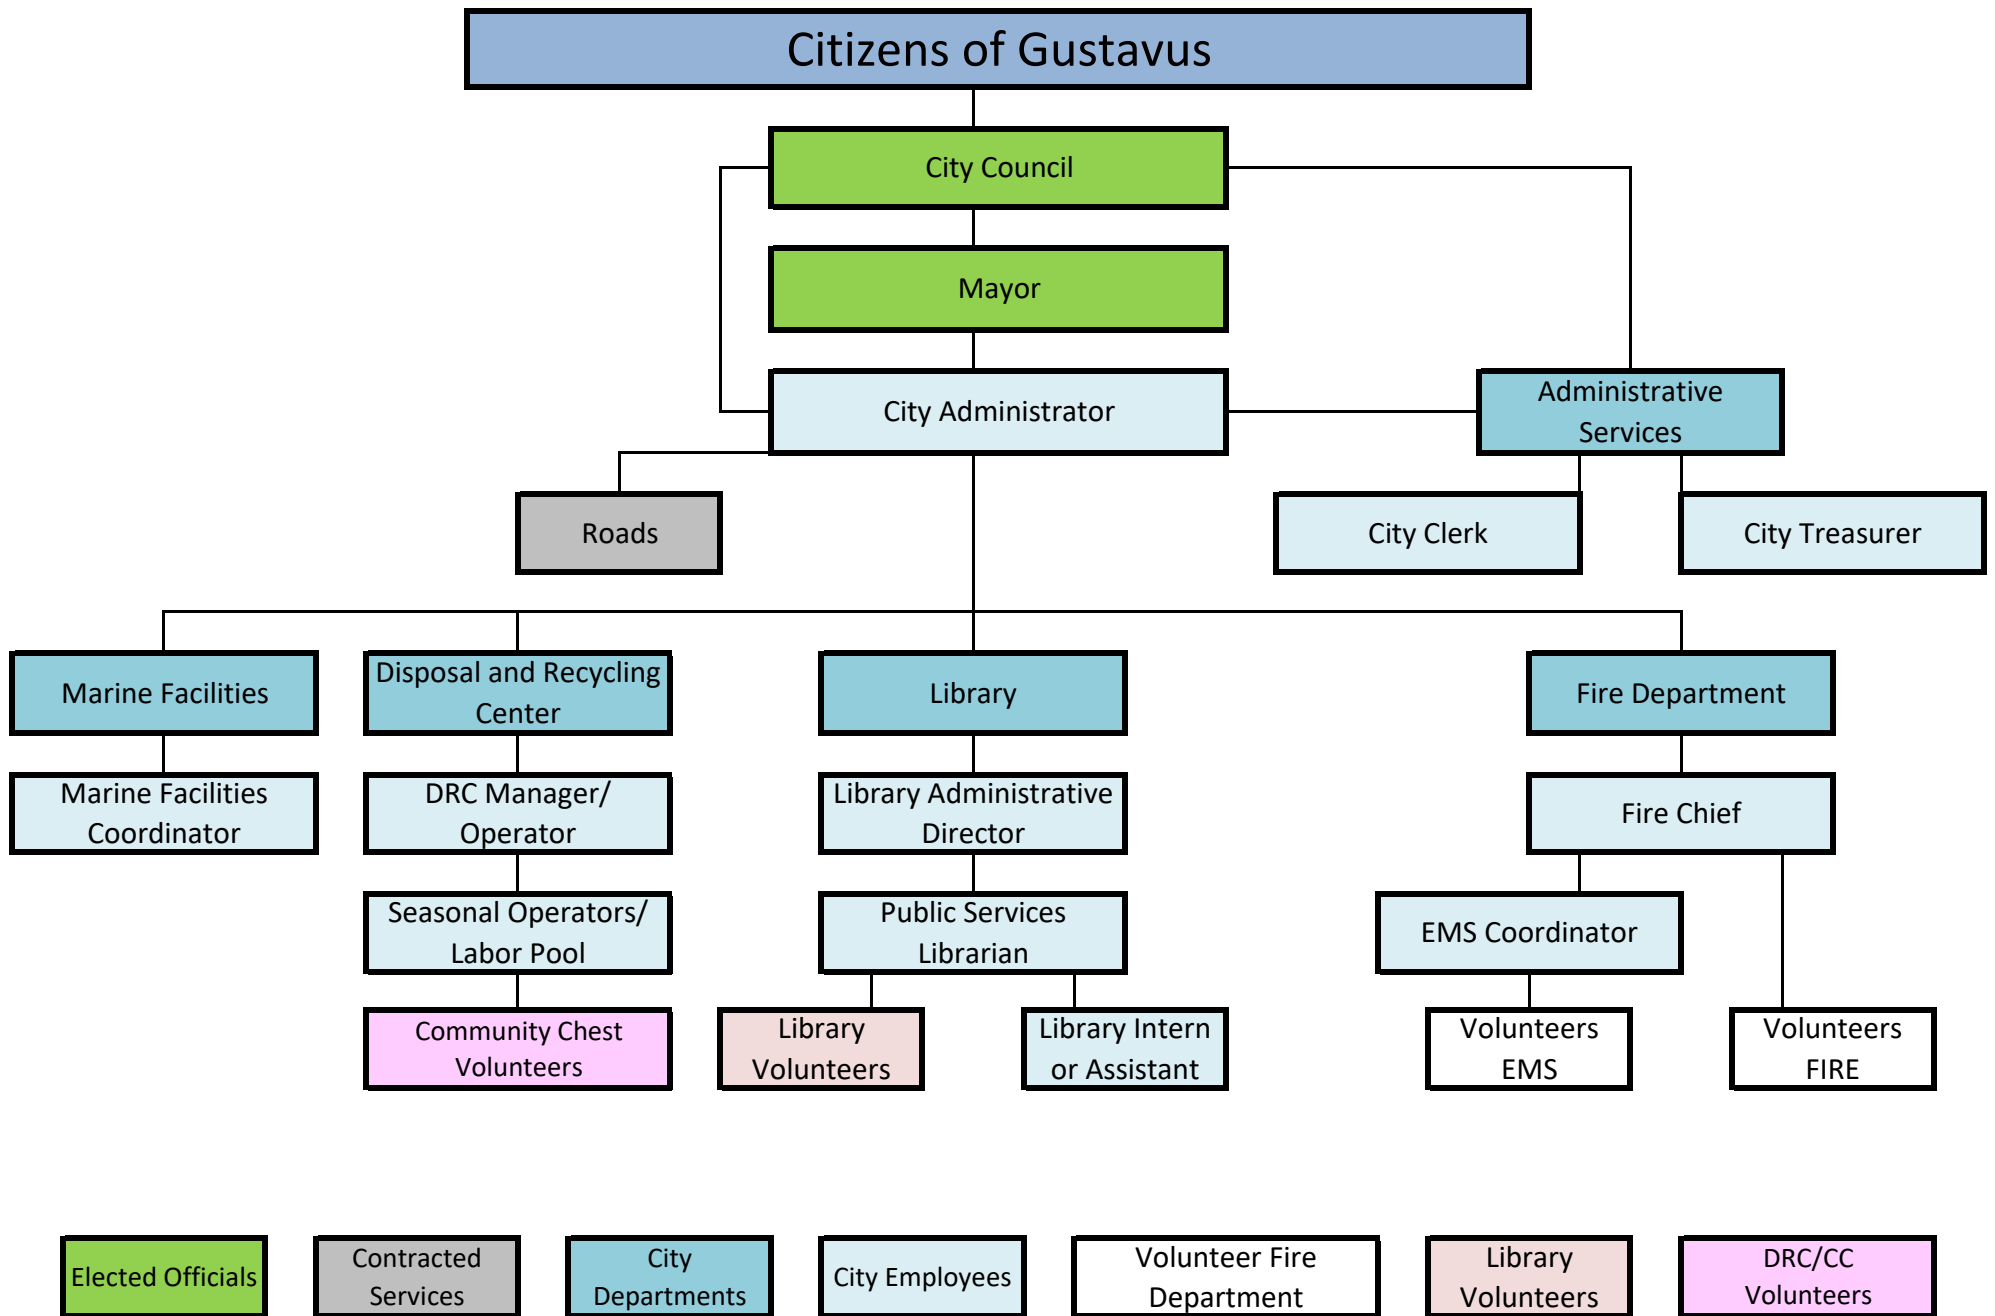 Citizens of Gustavus
City Council
Mayor
City Administrator
Administrative
Services
Roads
City Clerk
City Treasurer
Marine Facilities
Disposal and Recycling
Center
Library
Fire Department
Marine Facilities
Coordinator
DRC Manager/
Operator
Library Administrative
Director
Fire Chief
Seasonal Operators/
Labor Pool
Public Services
Librarian
EMS Coordinator
Community Chest
Volunteers
Library
Volunteers
Library Intern
or Assistant
Volunteers
EMS
Volunteers
FIRE
Elected Officials
Contracted
Services
City
Departments
City Employees
Volunteer Fire
Department
Library
Volunteers
DRC/CC
Volunteers